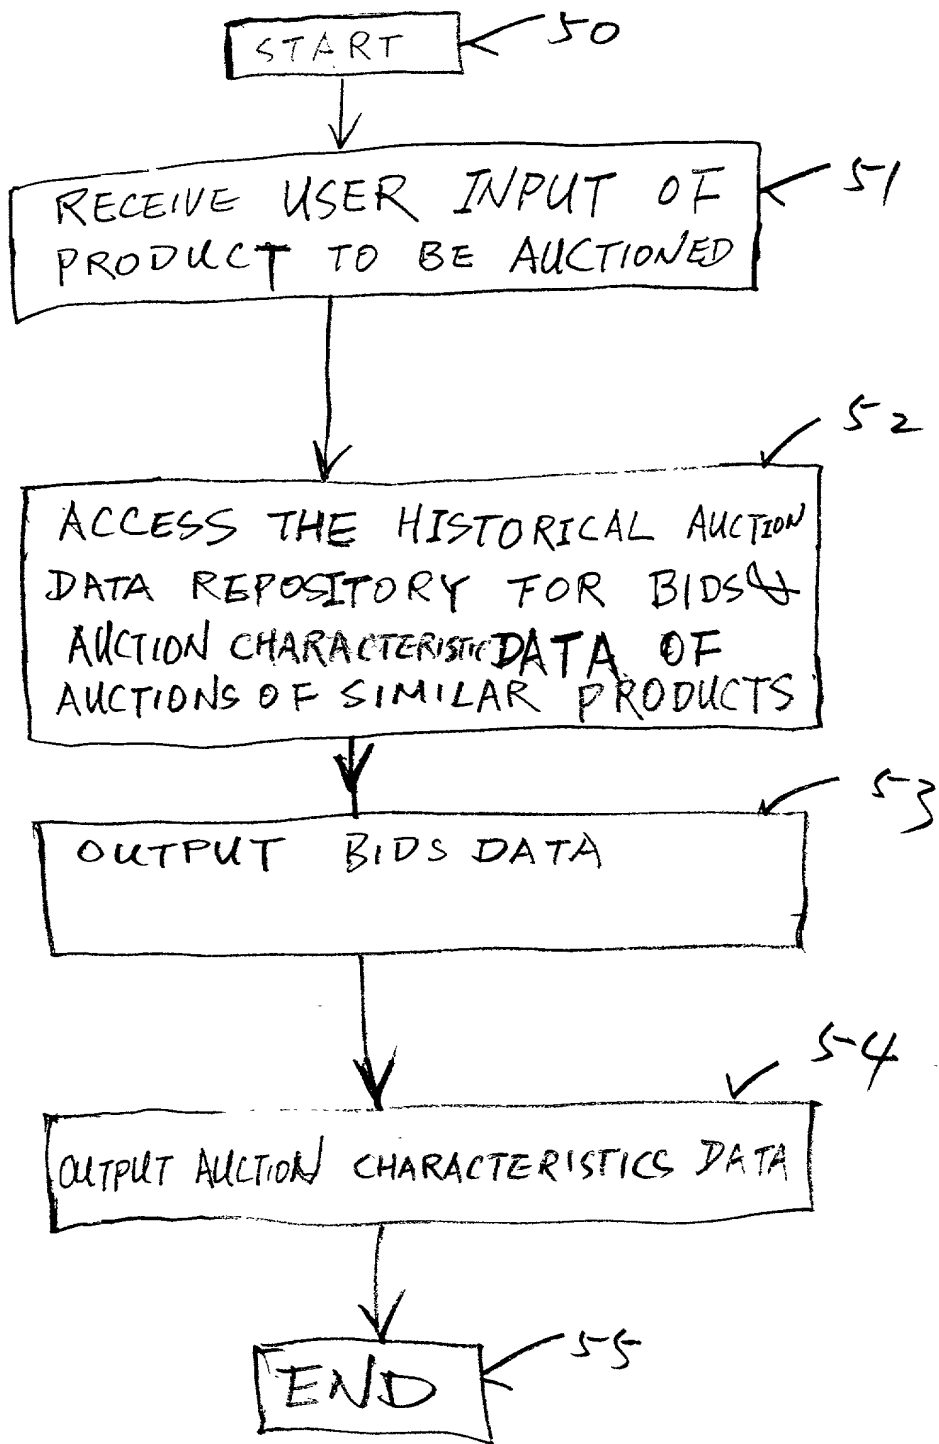 START
50
RECEIVE USER INPUT OF
PRODUCT TO BE AUCTIONED
51
52
ACCESS THE HISTORICAL AUCTION
DATA REPOSITORY FOR BIDS &
AUCTION CHARACTERISTIC DATA OF
AUCTIONS OF SIMILAR PRODUCTS
53
OUTPUT BIDS DATA
54
OUTPUT AUCTION CHARACTERISTICS DATA
END
55